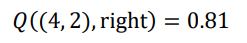 Q((4, 2), right) = 0.81